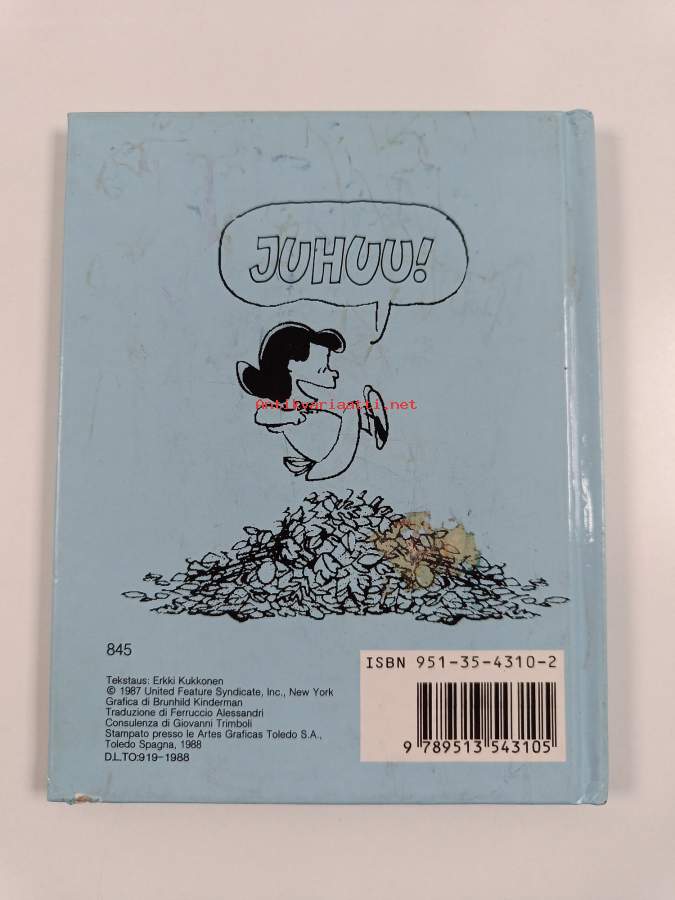 JUHUU!
Antikvariaatti.net
845
Tekstaus: Erkki Kukkonen
© 1987 United Feature Syndicate, Inc., New York
Grafica di Brunhild Kinderman
Traduzione di Ferruccio Alessandri
Consulenza di Giovanni Trimboli
Stampato presso le Artes Graficas Toledo S.A.,
Toledo Spagna, 1988
D.L.TO:919-1988
ISBN 951-35-4310-2
9 789513 543105